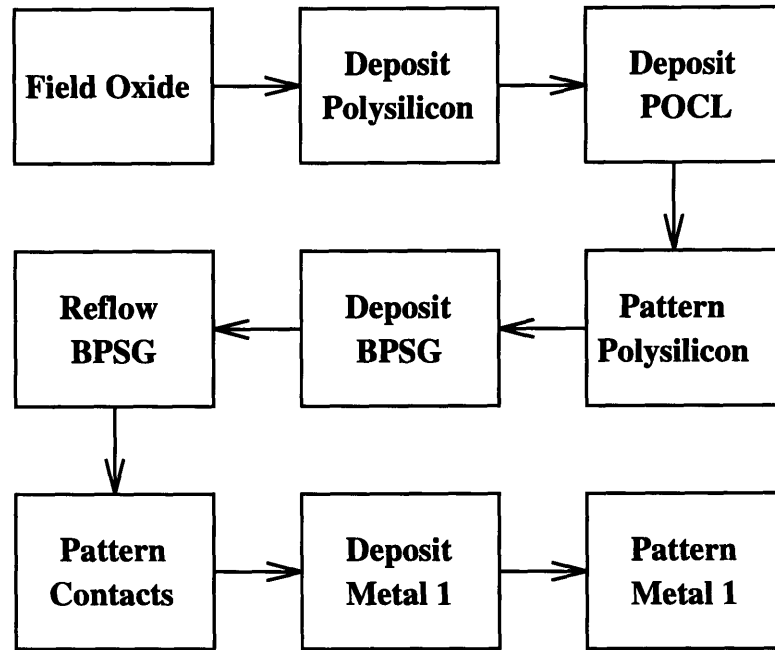 Field Oxide
Deposit
Polysilicon
Deposit
POCL
Pattern
Polysilicon
Deposit
BPSG
Reflow
BPSG
Pattern
Contacts
Deposit
Metal 1
Pattern
Metal 1